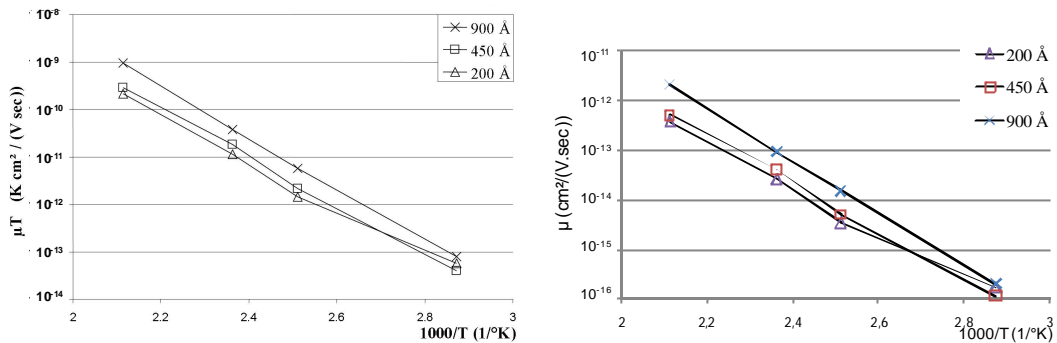 10⁻⁸
10⁻⁹
10⁻¹⁰
10⁻¹¹
10⁻¹²
10⁻¹³
10⁻¹⁴
µT (K cm² / (V sec))
900 Å
450 Å
200 Å
2 2.2 2.4 2.6 2.8 3
1000/T (1/°K)
10⁻¹¹
10⁻¹²
10⁻¹³
10⁻¹⁴
10⁻¹⁵
10⁻¹⁶
µ (cm²/(V.sec))
200 Å
450 Å
900 Å
2 2,2 2,4 2,6 2,8 3
1000/T (1/°K)